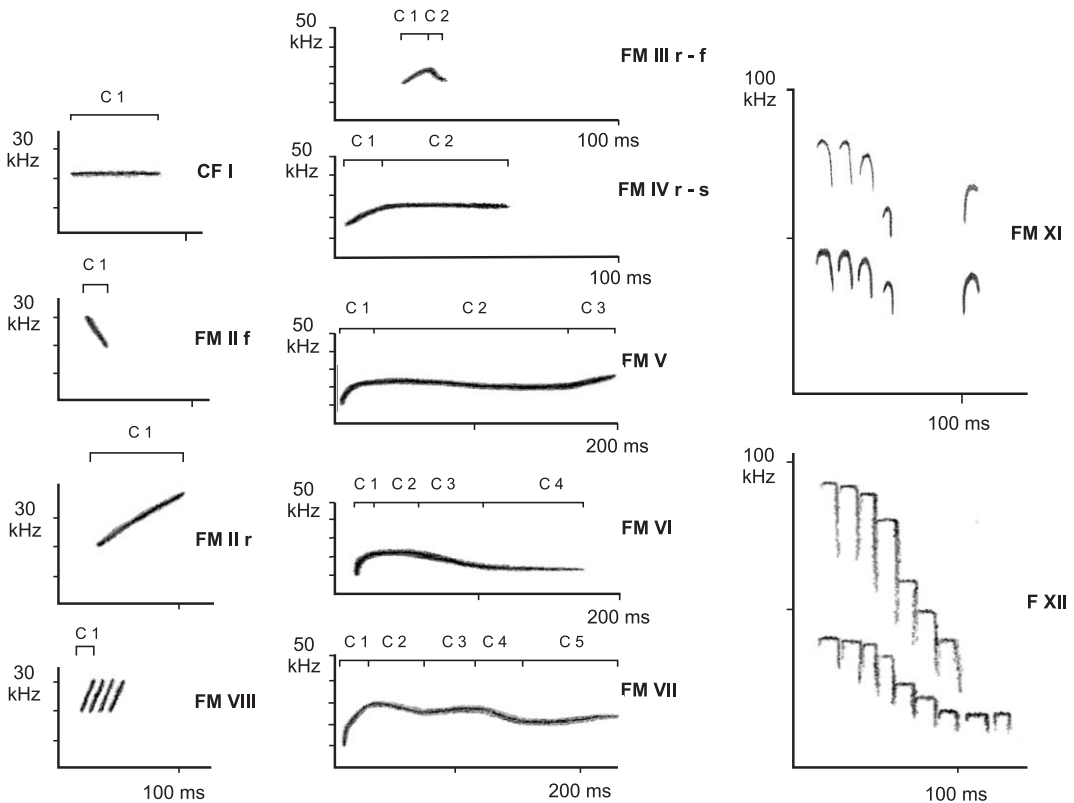 C 1
30
kHz
CF I
C 1
30
kHz
FM II f
C 1
30
kHz
FM II r
C 1
30
kHz
FM VIII
100 ms
50
kHz
C 1 C 2
FM III r - f
100 ms
50
kHz
C 1 C 2
FM IV r - s
100 ms
50
kHz
C 1 C 2 C 3
FM V
200 ms
50
kHz
C 1 C 2 C 3 C 4
FM VI
200 ms
50
kHz
C 1 C 2 C 3 C 4 C 5
FM VII
200 ms
100
kHz
FM XI
100 ms
100
kHz
F XII
100 ms